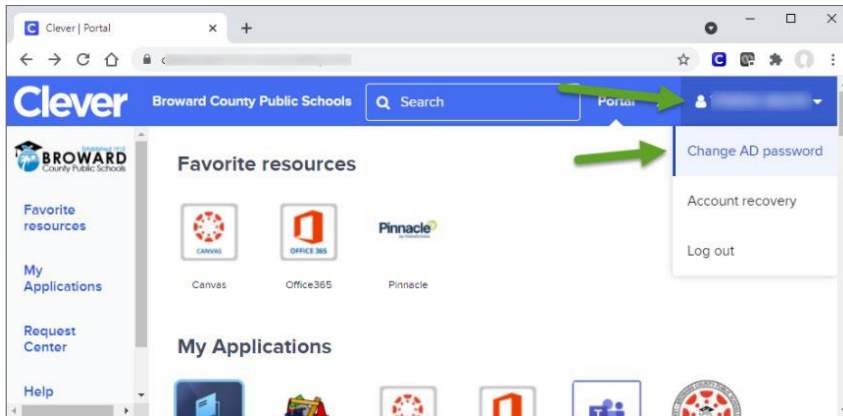 Clever | Portal
Clever
Broward County Public Schools
Search
Portal
Change AD password
Account recovery
Log out
Established 1915
BROWARD
County Public Schools
Favorite
resources
My
Applications
Request
Center
Help
Favorite resources
CANVAS
OFFICE 365
Pinnacle
Canvas
Office365
Pinnacle
My Applications